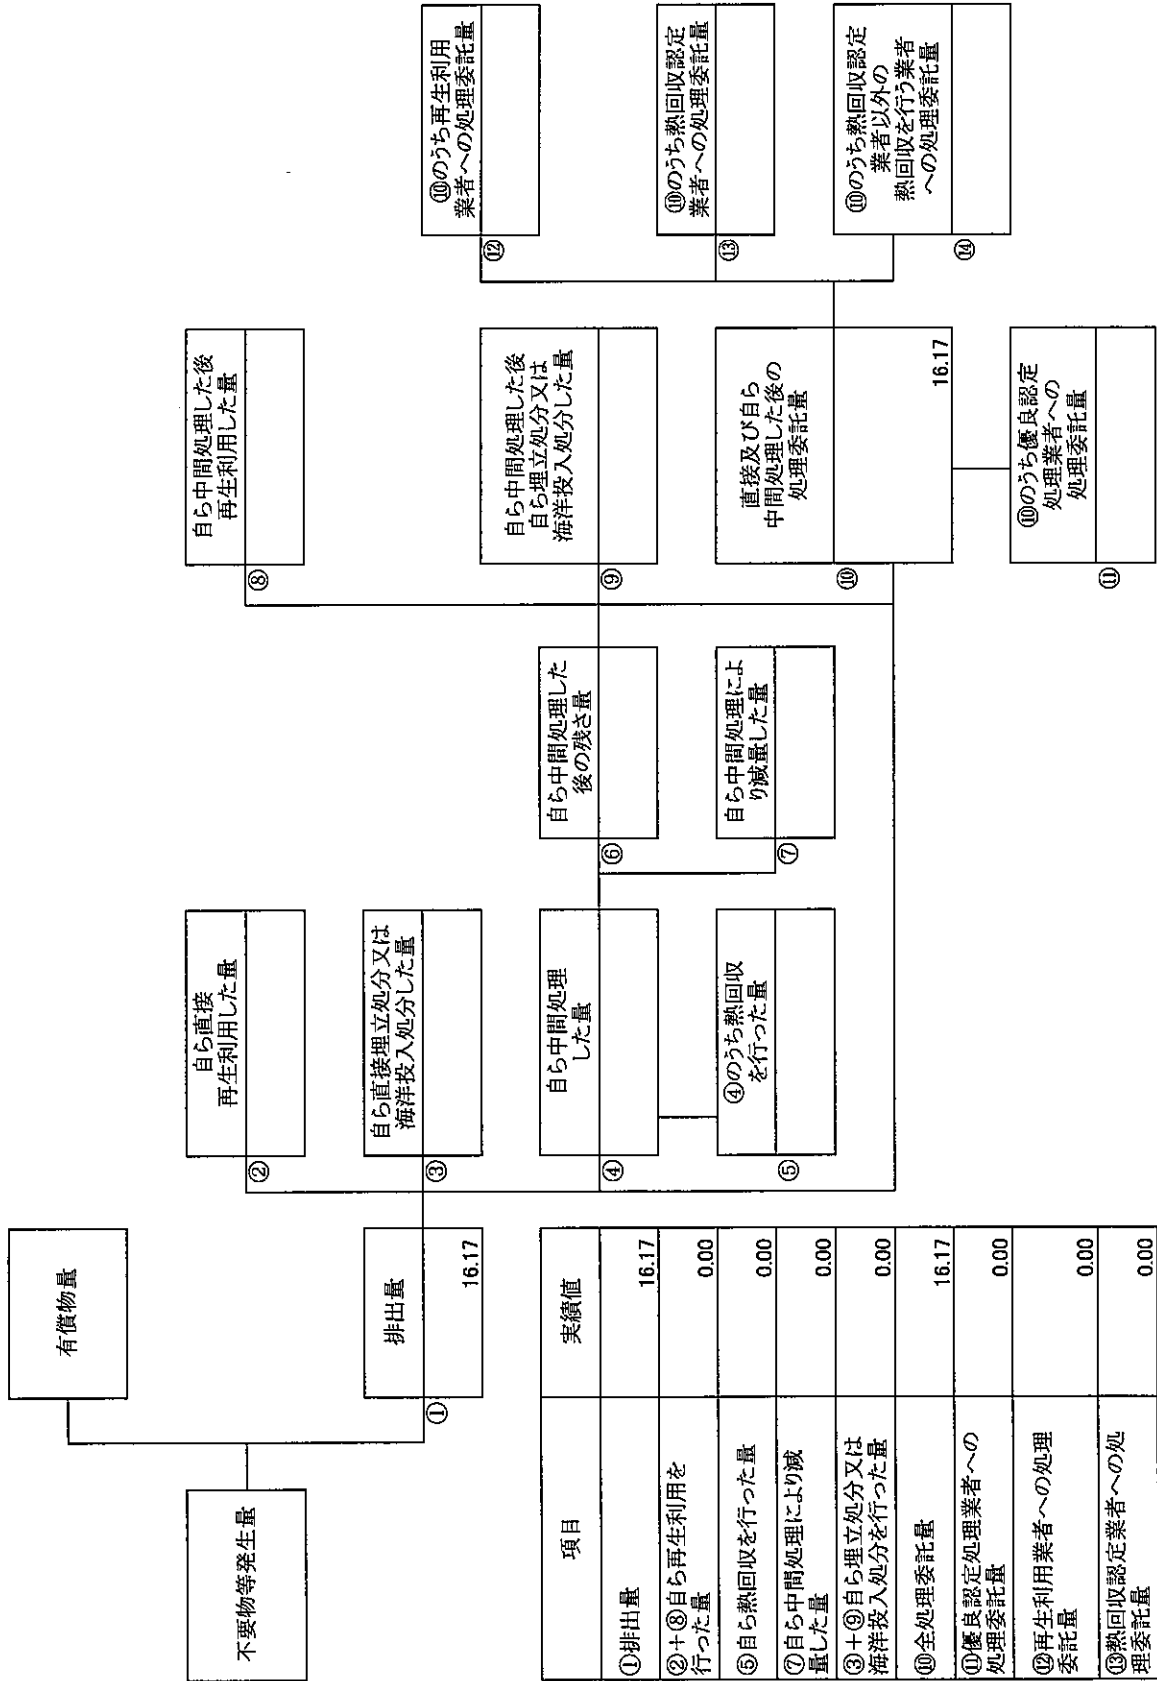 不要物等発生量
有償物量
排出量
①
16.17
自ら直接
再生利用した量
②
自ら直接埋立処分又は
海洋投入処分した量
③
自ら中間処理
した量
④
④のうち熱回収
を行った量
⑤
自ら中間処理した
後の残さ量
⑥
自ら中間処理によ
り減量した量
⑦
自ら中間処理した後
再生利用した量
⑧
自ら中間処理した後
自ら埋立処分又は
海洋投入処分した量
⑨
直接及び自ら
中間処理した後の
処理委託量
⑩
16.17
⑩のうち優良認定
処理業者への
処理委託量
⑪
⑩のうち再生利用
業者への処理委託量
⑫
⑩のうち熱回収認定
業者への処理委託量
⑬
⑩のうち熱回収認定
業者以外の
熱回収を行う業者
への処理委託量
⑭
項目 実績値
①排出量 16.17
②+⑧自ら再生利用を
行った量 0.00
⑤自ら熱回収を行った量 0.00
⑦自ら中間処理により減
量した量 0.00
③+⑨自ら埋立処分又は
海洋投入処分を行った量 0.00
⑩全処理委託量 16.17
⑪優良認定処理業者への
処理委託量 0.00
⑫再生利用業者への処理
委託量 0.00
⑬熱回収認定業者への処
理委託量 0.00